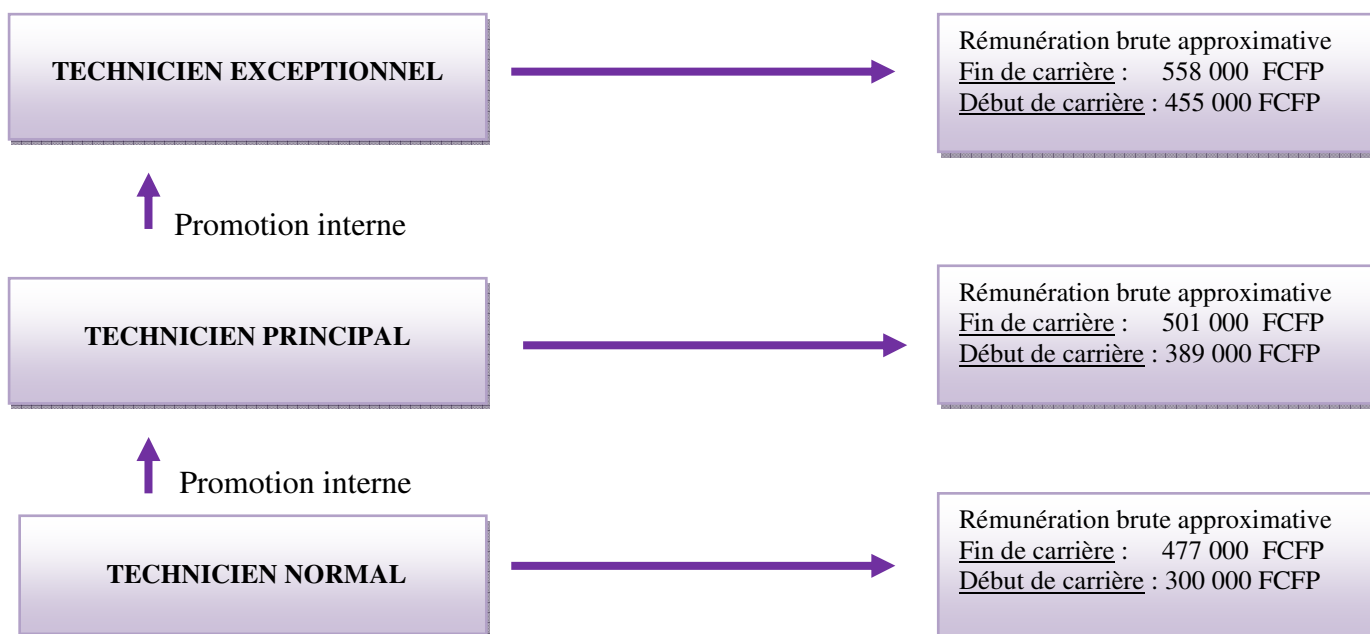 TECHNICIEN EXCEPTIONNEL
Rémunération brute approximative
Fin de carrière : 558 000 FCFP
Début de carrière : 455 000 FCFP
Promotion interne
TECHNICIEN PRINCIPAL
Rémunération brute approximative
Fin de carrière : 501 000 FCFP
Début de carrière : 389 000 FCFP
Promotion interne
TECHNICIEN NORMAL
Rémunération brute approximative
Fin de carrière : 477 000 FCFP
Début de carrière : 300 000 FCFP